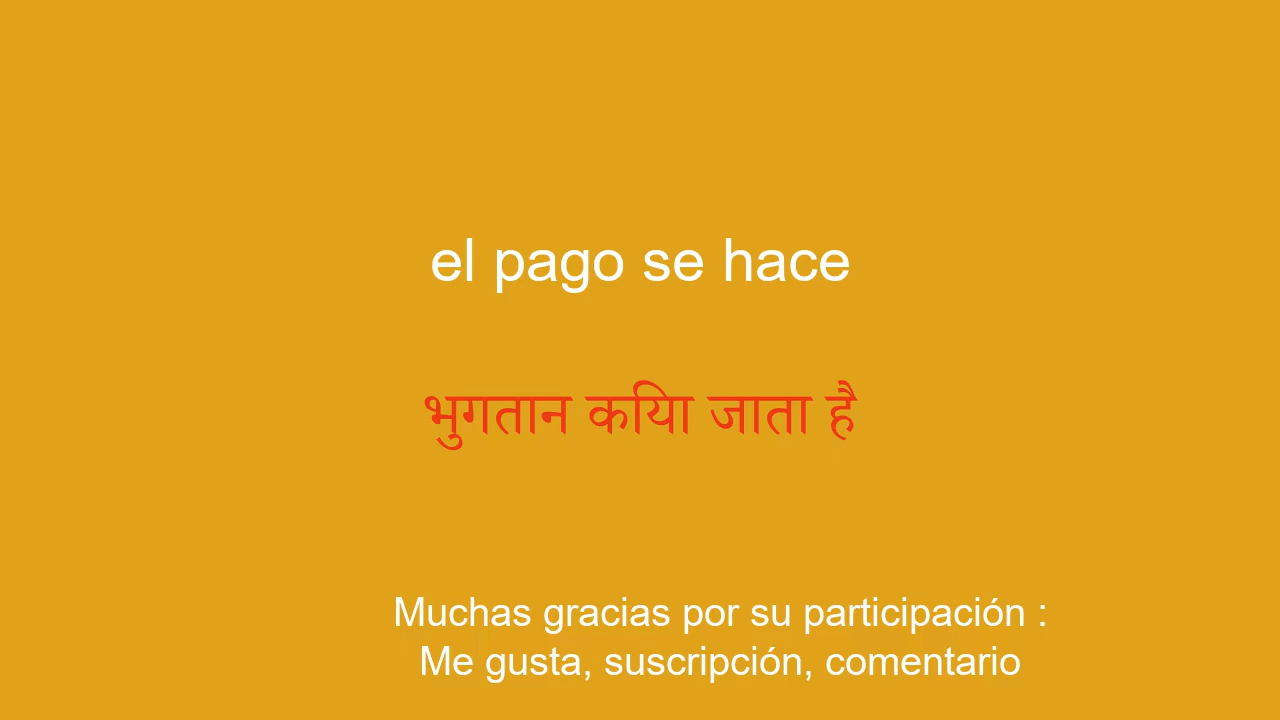 el pago se hace
भुगतान किया जाता है
Muchas gracias por su participación :
Me gusta, suscripción, comentario